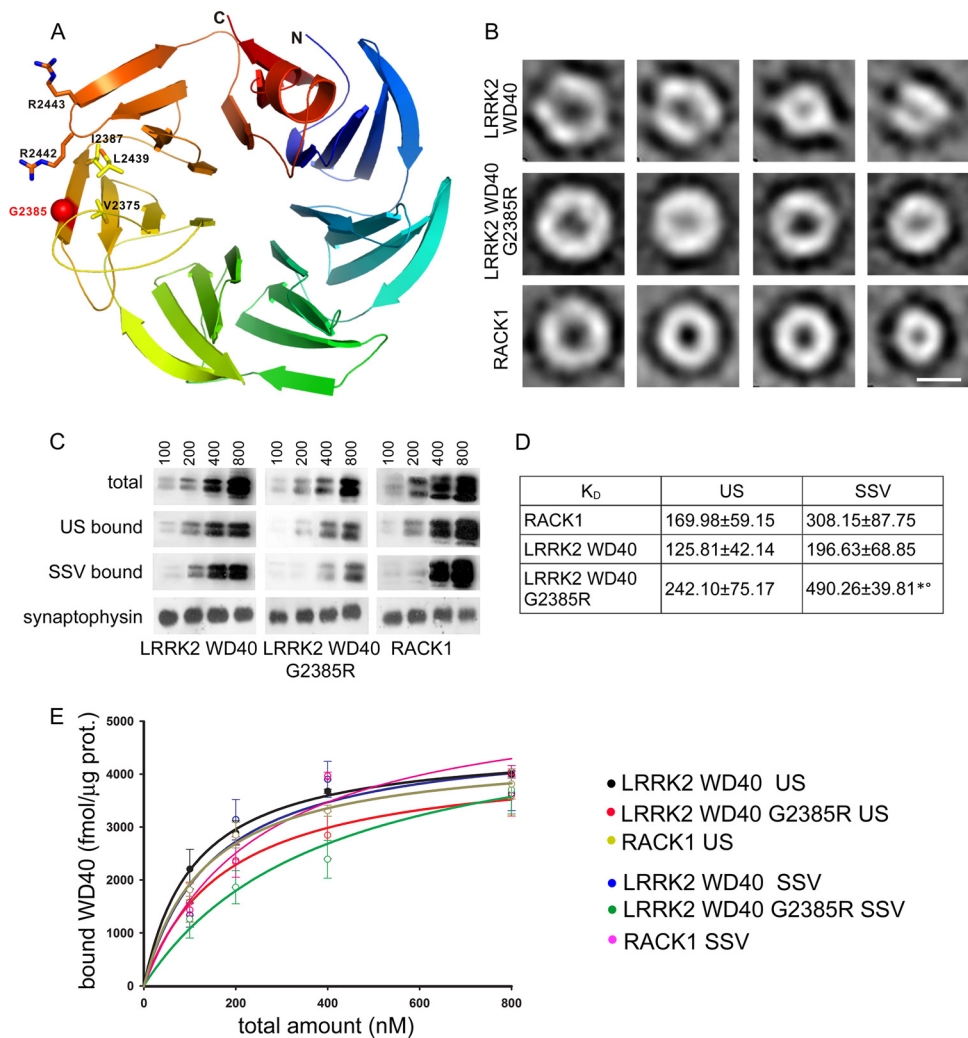 A
C
N
R2443
R2442
I2387
L2439
G2385
V2375
B
LRRK2
WD40
LRRK2 WD40
G2385R
RACK1
C
100 200 400 800 100 200 400 800 100 200 400 800
total
US bound
SSV bound
synaptophysin
LRRK2 WD40 LRRK2 WD40 G2385R RACK1
D
KD US SSV
RACK1 169.98±59.15 308.15±87.75
LRRK2 WD40 125.81±42.14 196.63±68.85
LRRK2 WD40 G2385R 242.10±75.17 490.26±39.81*°
E
bound WD40 (fmol/μg prot.)
5000
4000
3000
2000
1000
0
0 200 400 600 800
total amount (nM)
LRRK2 WD40 US
LRRK2 WD40 G2385R US
RACK1 US
LRRK2 WD40 SSV
LRRK2 WD40 G2385R SSV
RACK1 SSV